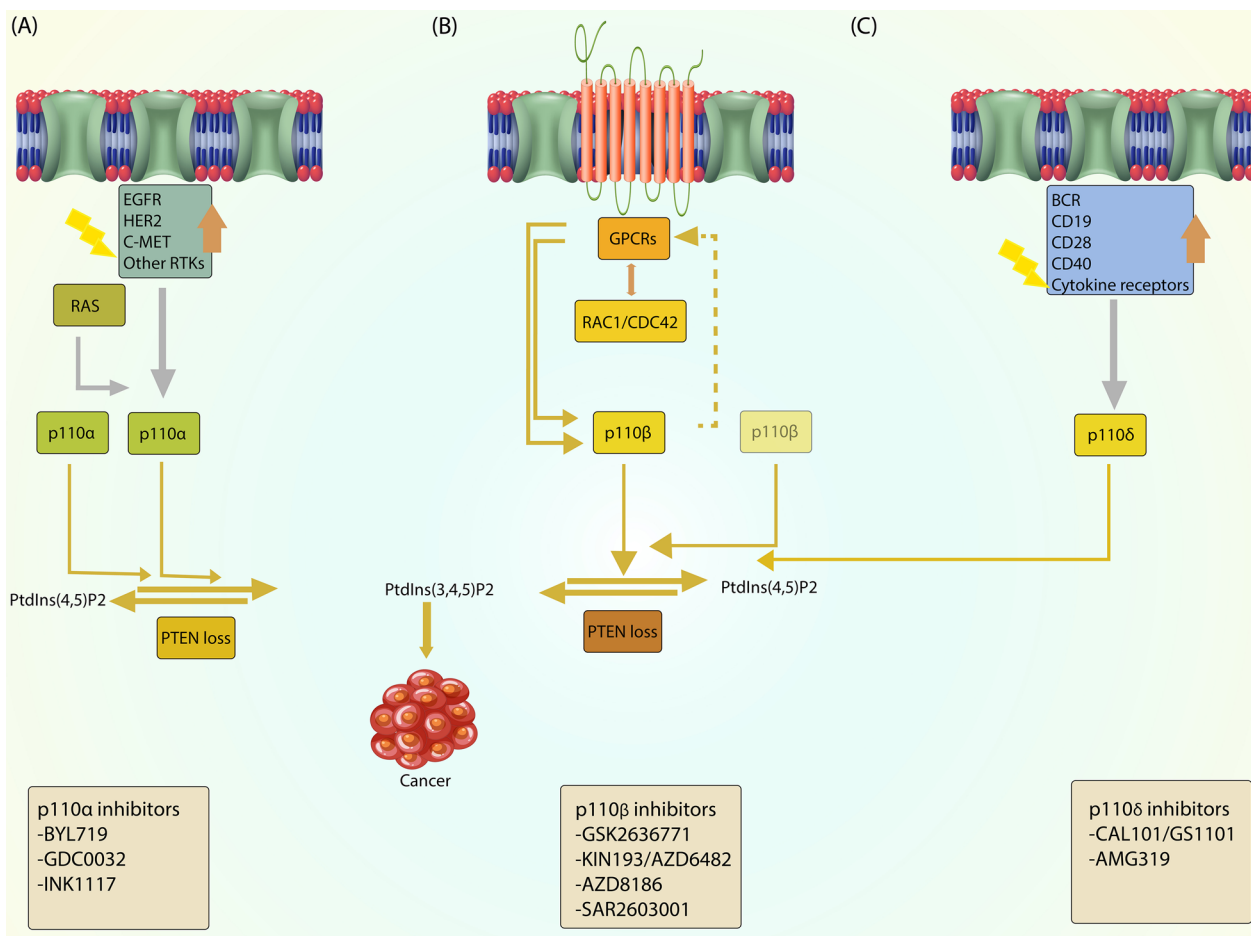 (A)
(B)
(C)
EGFR
HER2
C-MET
Other RTKs
RAS
p110α
p110α
PtdIns(4,5)P2
PTEN loss
GPCRs
RAC1/CDC42
p110β
p110β
PtdIns(3,4,5)P2
PtdIns(4,5)P2
PTEN loss
Cancer
BCR
CD19
CD28
CD40
Cytokine receptors
p110δ
p110α inhibitors
-BYL719
-GDC0032
-INK1117
p110β inhibitors
-GSK2636771
-KIN193/AZD6482
-AZD8186
-SAR2603001
p110δ inhibitors
-CAL101/GS1101
-AMG319